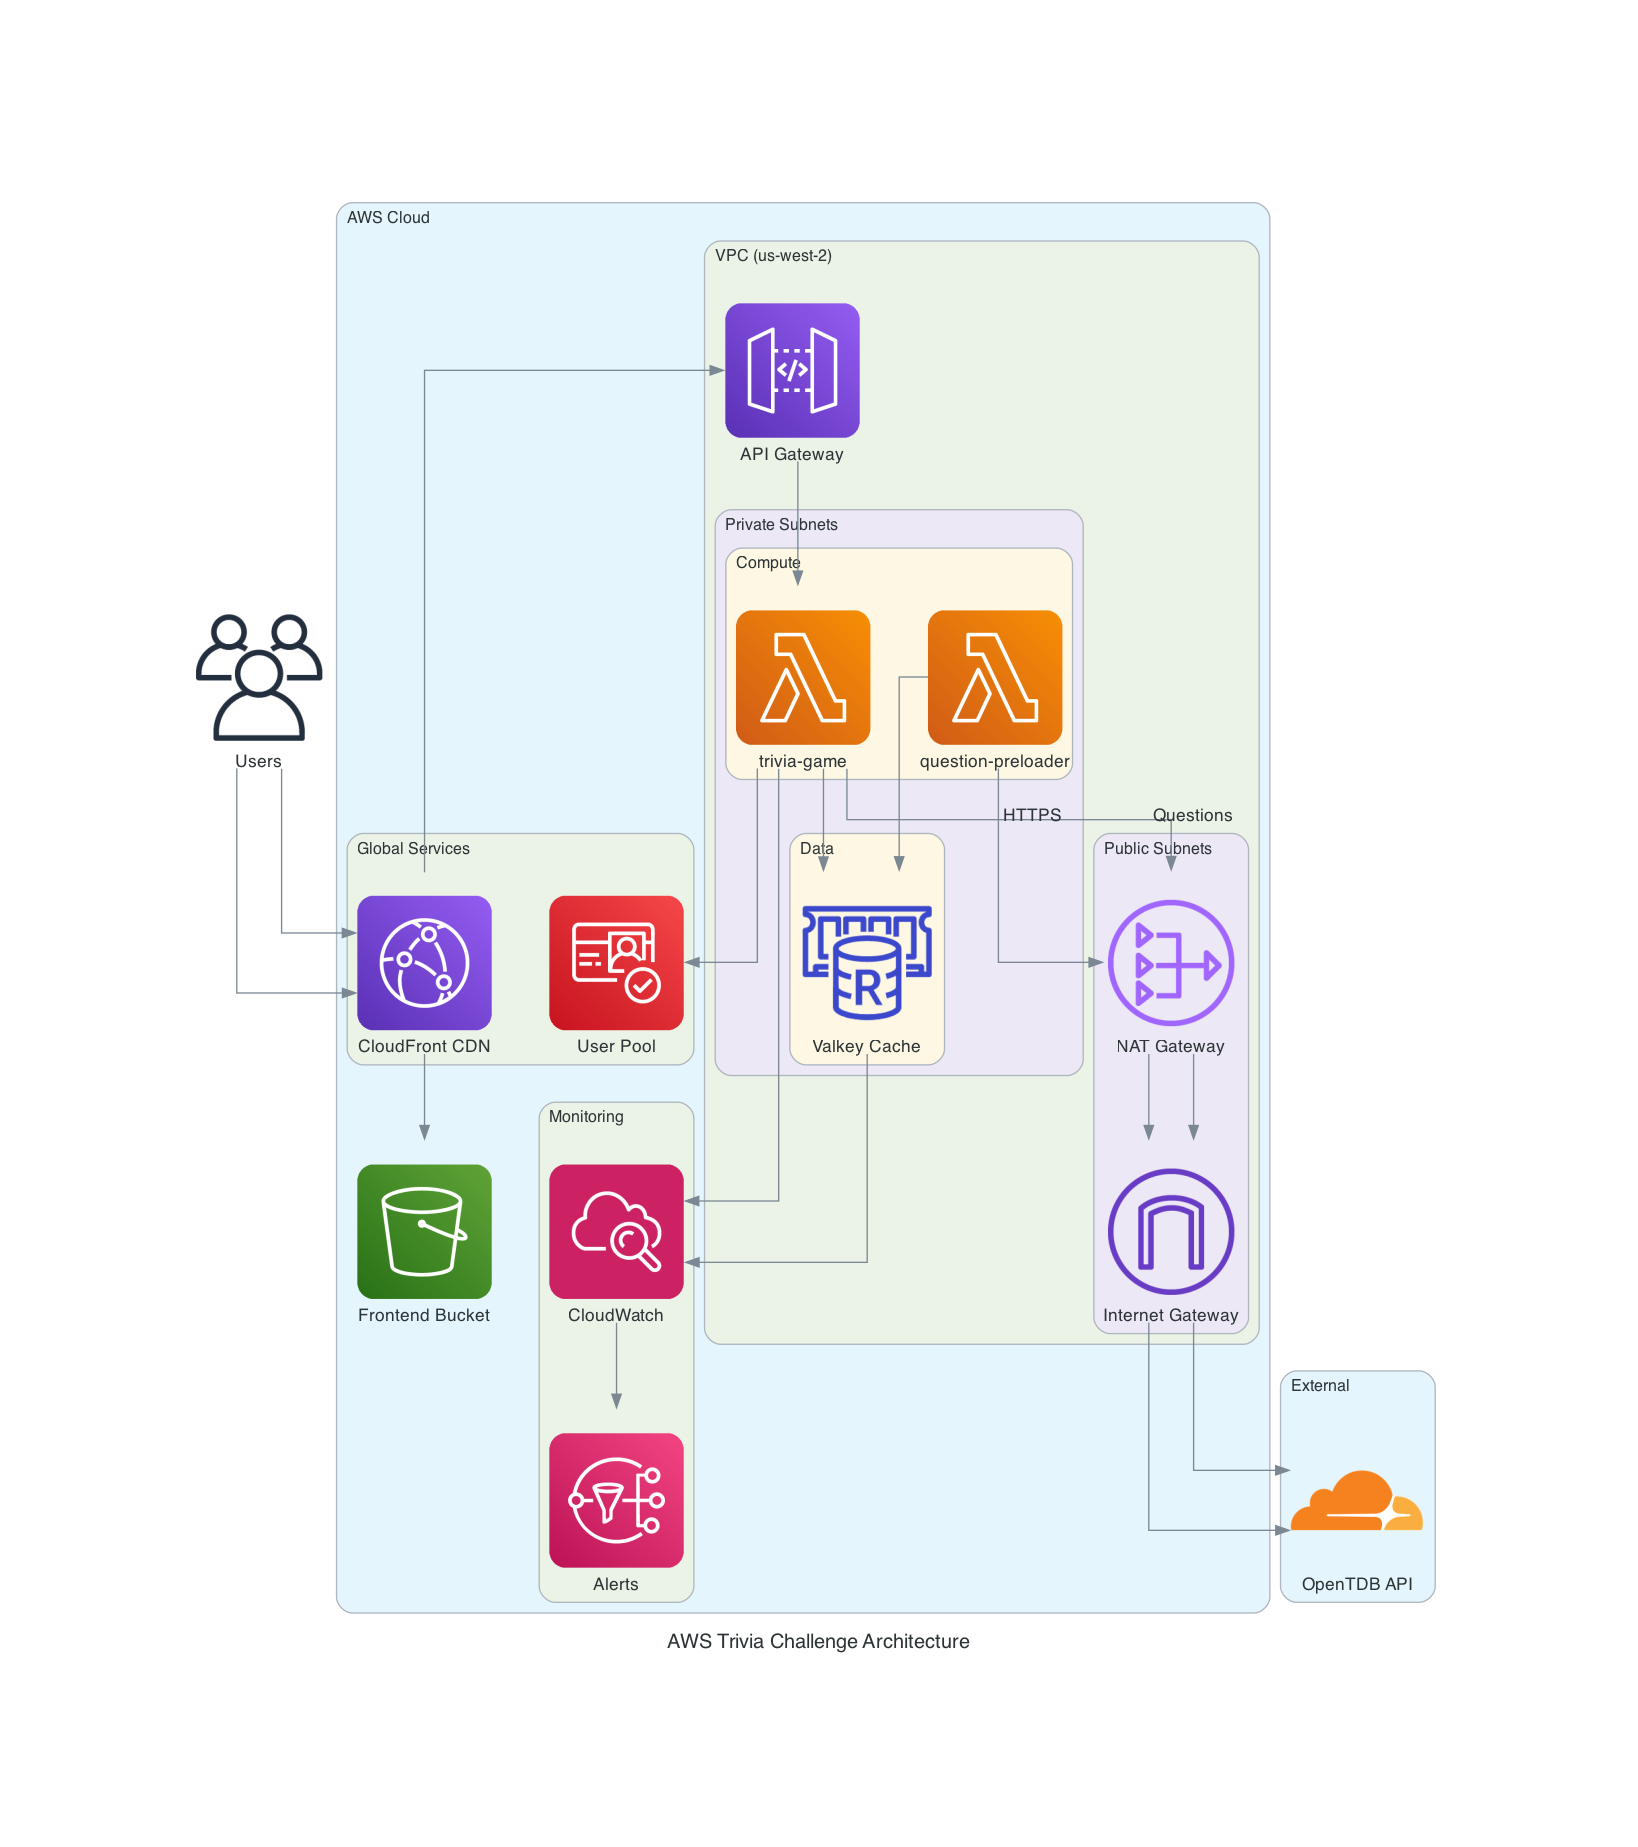 AWS Cloud
VPC (us-west-2)
API Gateway
Private Subnets
Compute
Users
trivia-game
question-preloader
HTTPS
Questions
Global Services
Data
Public Subnets
R
CloudFront CDN
User Pool
Valkey Cache
NAT Gateway
Monitoring
Frontend Bucket
CloudWatch
Internet Gateway
External
Alerts
OpenTDB API
AWS Trivia Challenge Architecture